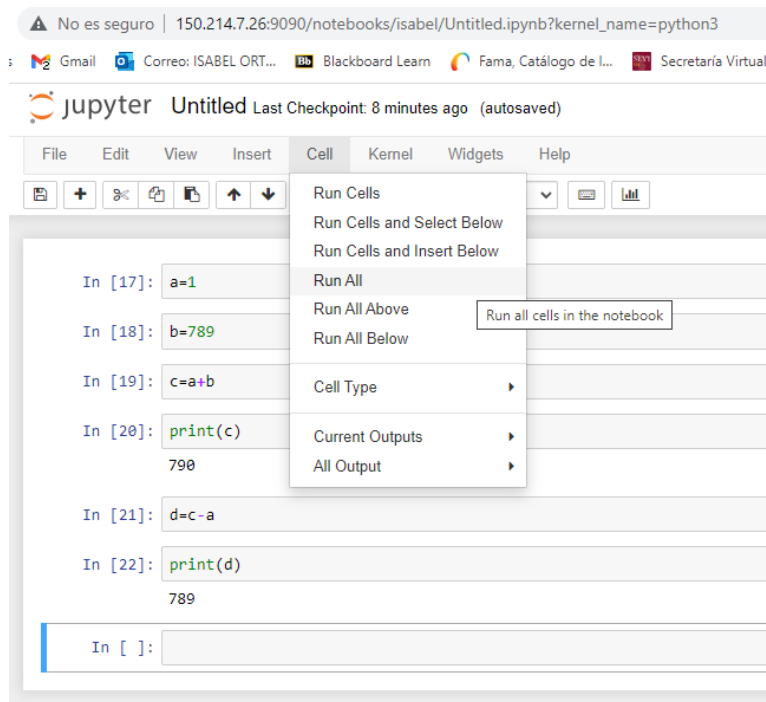 No es seguro | 150.214.7.26:9090/notebooks/isabel/Untitled.ipynb?kernel_name=python3
s Gmail Correo: ISABEL ORT... Bb Blackboard Learn Fama, Catálogo de l... Secretaría Virtual
jupyter Untitled Last Checkpoint: 8 minutes ago (autosaved)
File Edit View Insert Cell Kernel Widgets Help
Run Cells
Run Cells and Select Below
Run Cells and Insert Below
Run All
Run All Above
Run All Below
Cell Type
Current Outputs
All Output
Run all cells in the notebook
In [17]: a=1
In [18]: b=789
In [19]: c=a+b
In [20]: print(c)
790
In [21]: d=c-a
In [22]: print(d)
789
In [ ]: